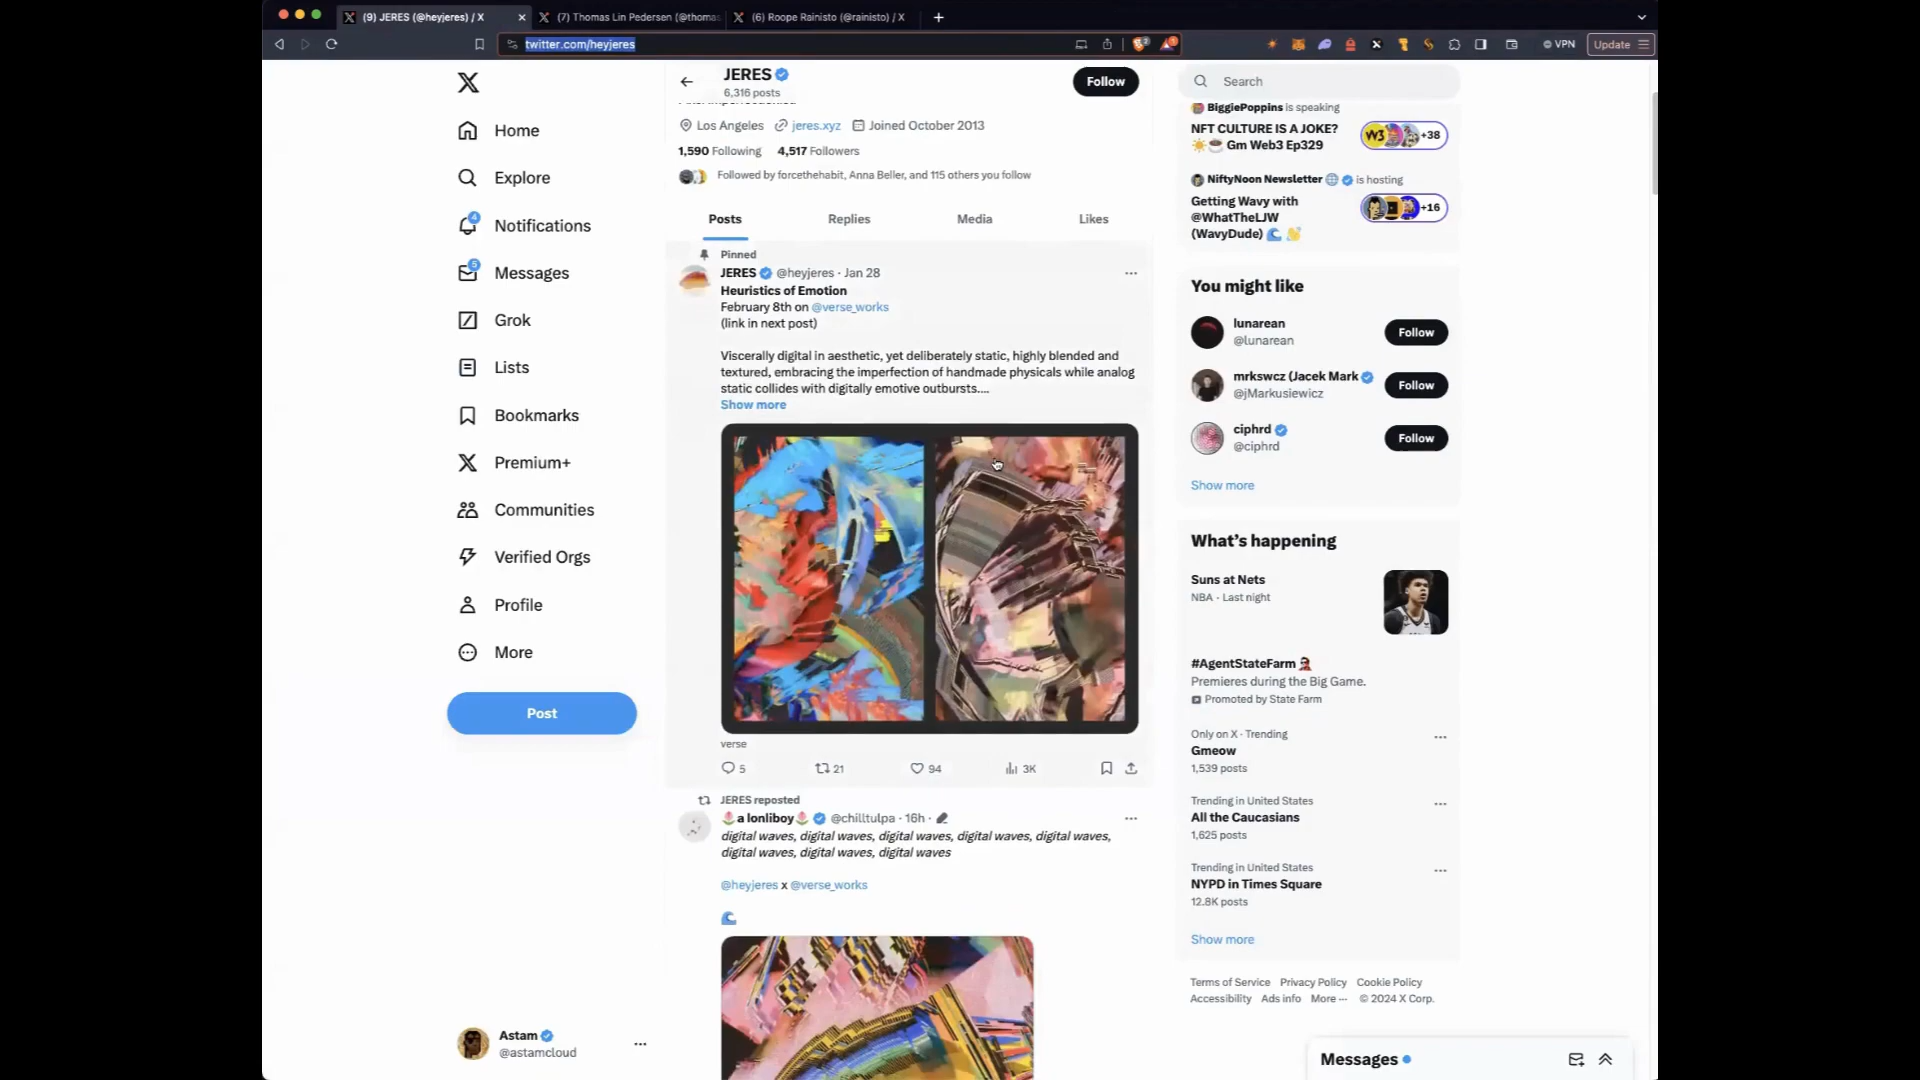 (9) JERES (@heyjeres) / X
(7) Thomas Lin Pedersen (@thomas
(6) Roope Rainisto (@rainisto) / X
twitter.com/heyjeres
VPN
Update
Home
Explore
4
Notifications
5
Messages
Grok
Lists
Bookmarks
Premium+
Communities
Verified Orgs
Profile
More
Post
Astam
@astamcloud
JERES
6,316 posts
Follow
Los Angeles jeres.xyz Joined October 2013
1,590 Following 4,517 Followers
Followed by forcethehabit, Anna Beller, and 115 others you follow
Posts Replies Media Likes
Pinned
JERES @heyjeres · Jan 28
Heuristics of Emotion
February 8th on @verse_works
(link in next post)
Viscerally digital in aesthetic, yet deliberately static, highly blended and
textured, embracing the imperfection of handmade physicals while analog
static collides with digitally emotive outbursts....
Show more
verse
5 21 94 3K
JERES reposted
🌷a lonliboy🌷 @chilltulpa · 16h ·
digital waves, digital waves, digital waves, digital waves, digital waves,
digital waves, digital waves, digital waves
@heyjeres x @verse_works
🌊
Search
BiggiePoppins is speaking
NFT CULTURE IS A JOKE?
☀️☕ Gm Web3 Ep329
W3
+38
NiftyNoon Newsletter 🌐 is hosting
Getting Wavy with
@WhatTheLJW
(WavyDude) 🌊 👋
+16
You might like
lunarean
@lunarean
Follow
mrkswcz (Jacek Mark
@jMarkusiewicz
Follow
ciphrd
@ciphrd
Follow
Show more
What's happening
Suns at Nets
NBA · Last night
#AgentStateFarm
Premieres during the Big Game.
Promoted by State Farm
Only on X · Trending
Gmeow
1,539 posts
Trending in United States
All the Caucasians
1,625 posts
Trending in United States
NYPD in Times Square
12.8K posts
Show more
Terms of Service Privacy Policy Cookie Policy
Accessibility Ads info More ··· © 2024 X Corp.
Messages